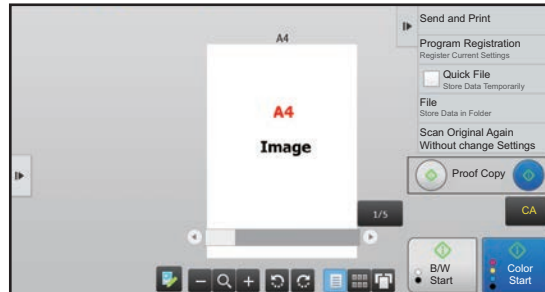 A4
A4
Image
1/5
Send and Print
Program Registration
Register Current Settings
Quick File
Store Data Temporarily
File
Store Data in Folder
Scan Original Again
Without change Settings
Proof Copy
CA
B/W
Start
Color
Start